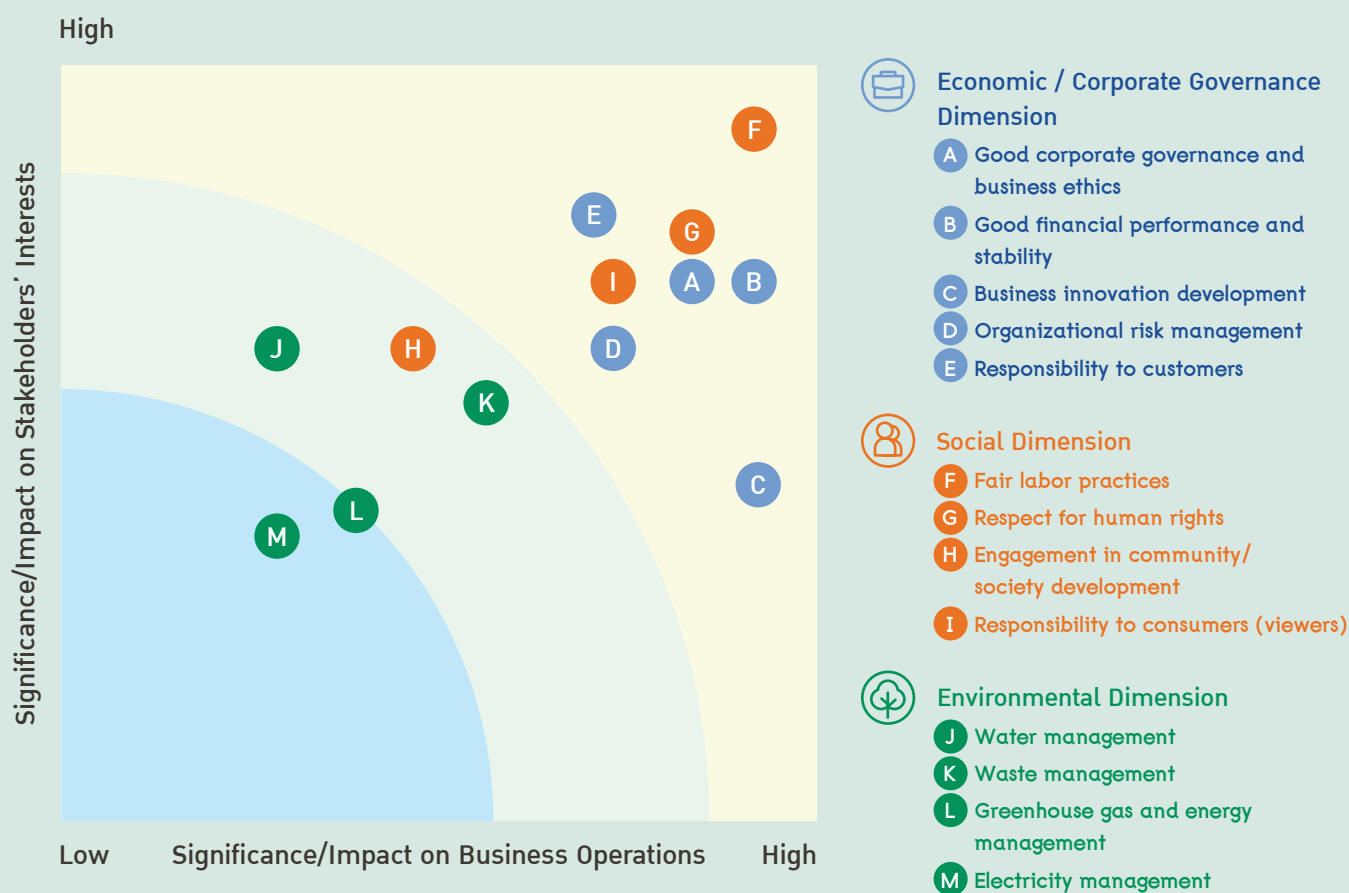 High
Significance/Impact on Stakeholders' Interests
F
E
G
I
A
B
J
H
D
K
C
L
M
Low
Significance/Impact on Business Operations
High
Economic / Corporate Governance
Dimension
A Good corporate governance and
business ethics
B Good financial performance and
stability
C Business innovation development
D Organizational risk management
E Responsibility to customers
Social Dimension
F Fair labor practices
G Respect for human rights
H Engagement in community/
society development
I Responsibility to consumers (viewers)
Environmental Dimension
J Water management
K Waste management
L Greenhouse gas and energy
management
M Electricity management